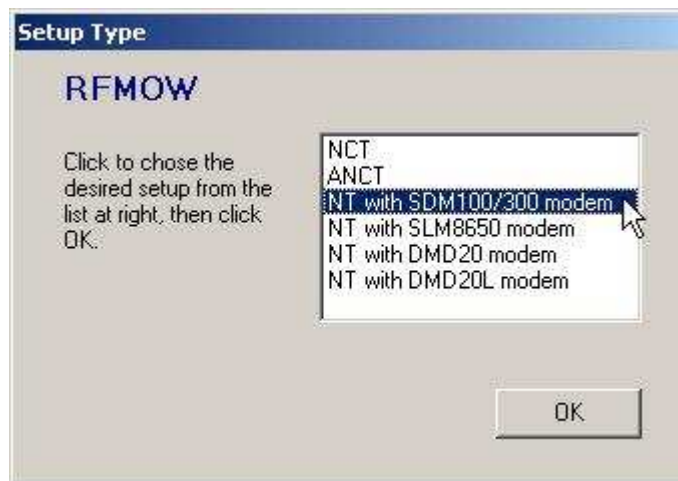 Setup Type
RFMOW
Click to chose the
desired setup from the
list at right, then click
OK.
NCT
ANCT
NT with SDM100/300 modem
NT with SLM8650 modem
NT with DMD20 modem
NT with DMD20L modem
OK